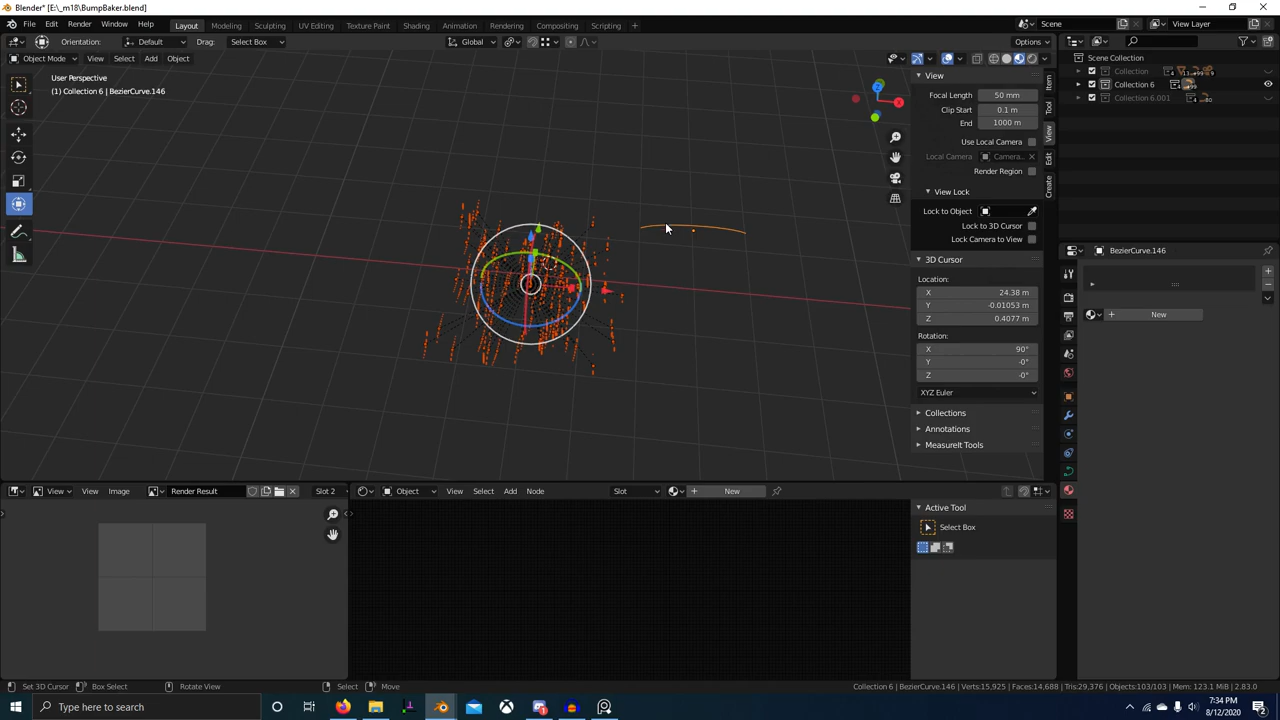 Blender* [E:\_m18\BumpBaker.blend]
File Edit Render Window Help Layout Modeling Sculpting UV Editing Texture Paint Shading Animation Rendering Compositing Scripting + Scene View Layer
Orientation: Default Drag: Select Box Global Options
Object Mode View Select Add Object
User Perspective
(1) Collection 6 | BezierCurve.146
Z
X
View
Focal Length 50 mm
Clip Start 0.1 m
End 1000 m
Use Local Camera
Local Camera Camera...
Render Region
View Lock
Lock to Object
Lock to 3D Cursor
Lock Camera to View
3D Cursor
Location:
X 24.38 m
Y -0.01053 m
Z 0.4077 m
Rotation:
X 90°
Y -0°
Z -0°
XYZ Euler
Collections
Annotations
MeasureIt Tools
Item
Tool
View
Edit
Create
Scene Collection
Collection
Collection 6
Collection 6.001
BezierCurve.146
New
View View Image Render Result Slot 2
Object View Select Add Node Slot New
Active Tool
Select Box
Set 3D Cursor Box Select Rotate View Select Move Collection 6 | BezierCurve.146 | Verts:15,925 | Faces:14,688 | Tris:29,376 | Objects:103/103 | Mem: 123.1 MiB | 2.83.0
Type here to search
7:34 PM
8/12/2020